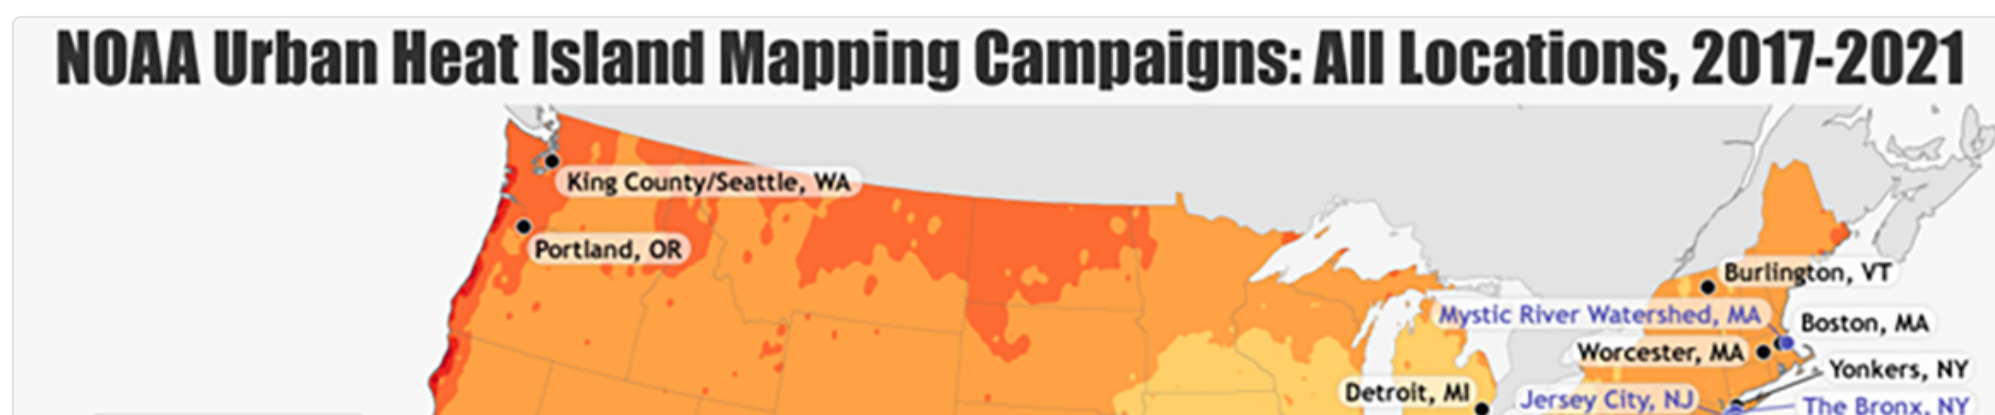 NOAA Urban Heat Island Mapping Campaigns: All Locations, 2017-2021
King County/Seattle, WA
Portland, OR
Burlington, VT
Mystic River Watershed, MA
Boston, MA
Worcester, MA
Yonkers, NY
Detroit, MI
Jersey City, NJ
The Bronx, NY